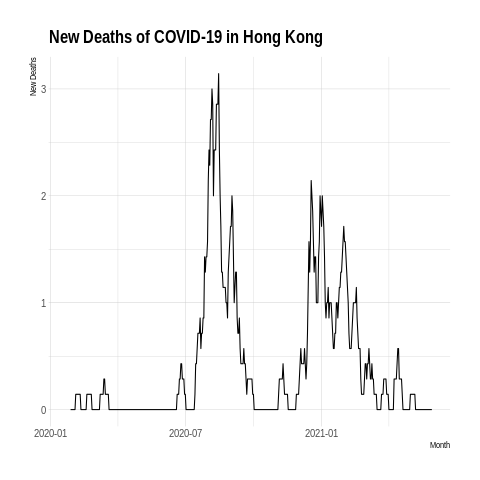 New Deaths of COVID-19 in Hong Kong
New Deaths
3
2
1
0
2020-01
2020-07
2021-01
Month